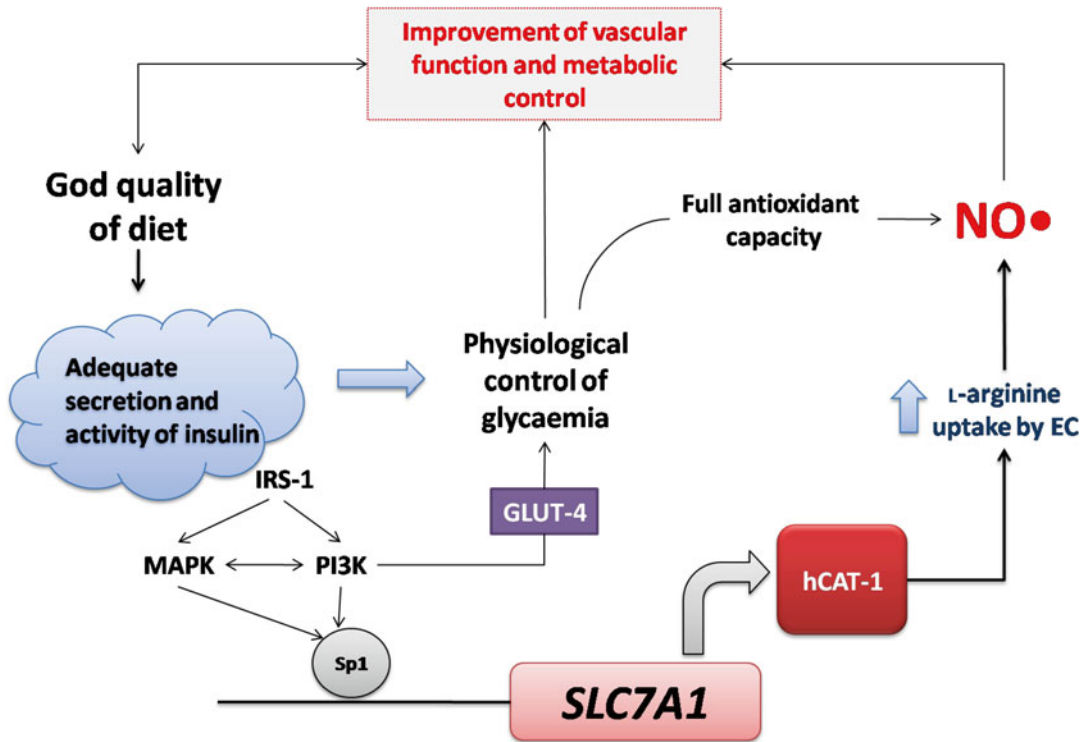 Improvement of vascular
function and metabolic
control
God quality
of diet
Full antioxidant
capacity
NO•
Adequate
secretion and
activity of insulin
Physiological
control of
glycaemia
L-arginine
uptake by EC
IRS-1
GLUT-4
MAPK
PI3K
hCAT-1
Sp1
SLC7A1